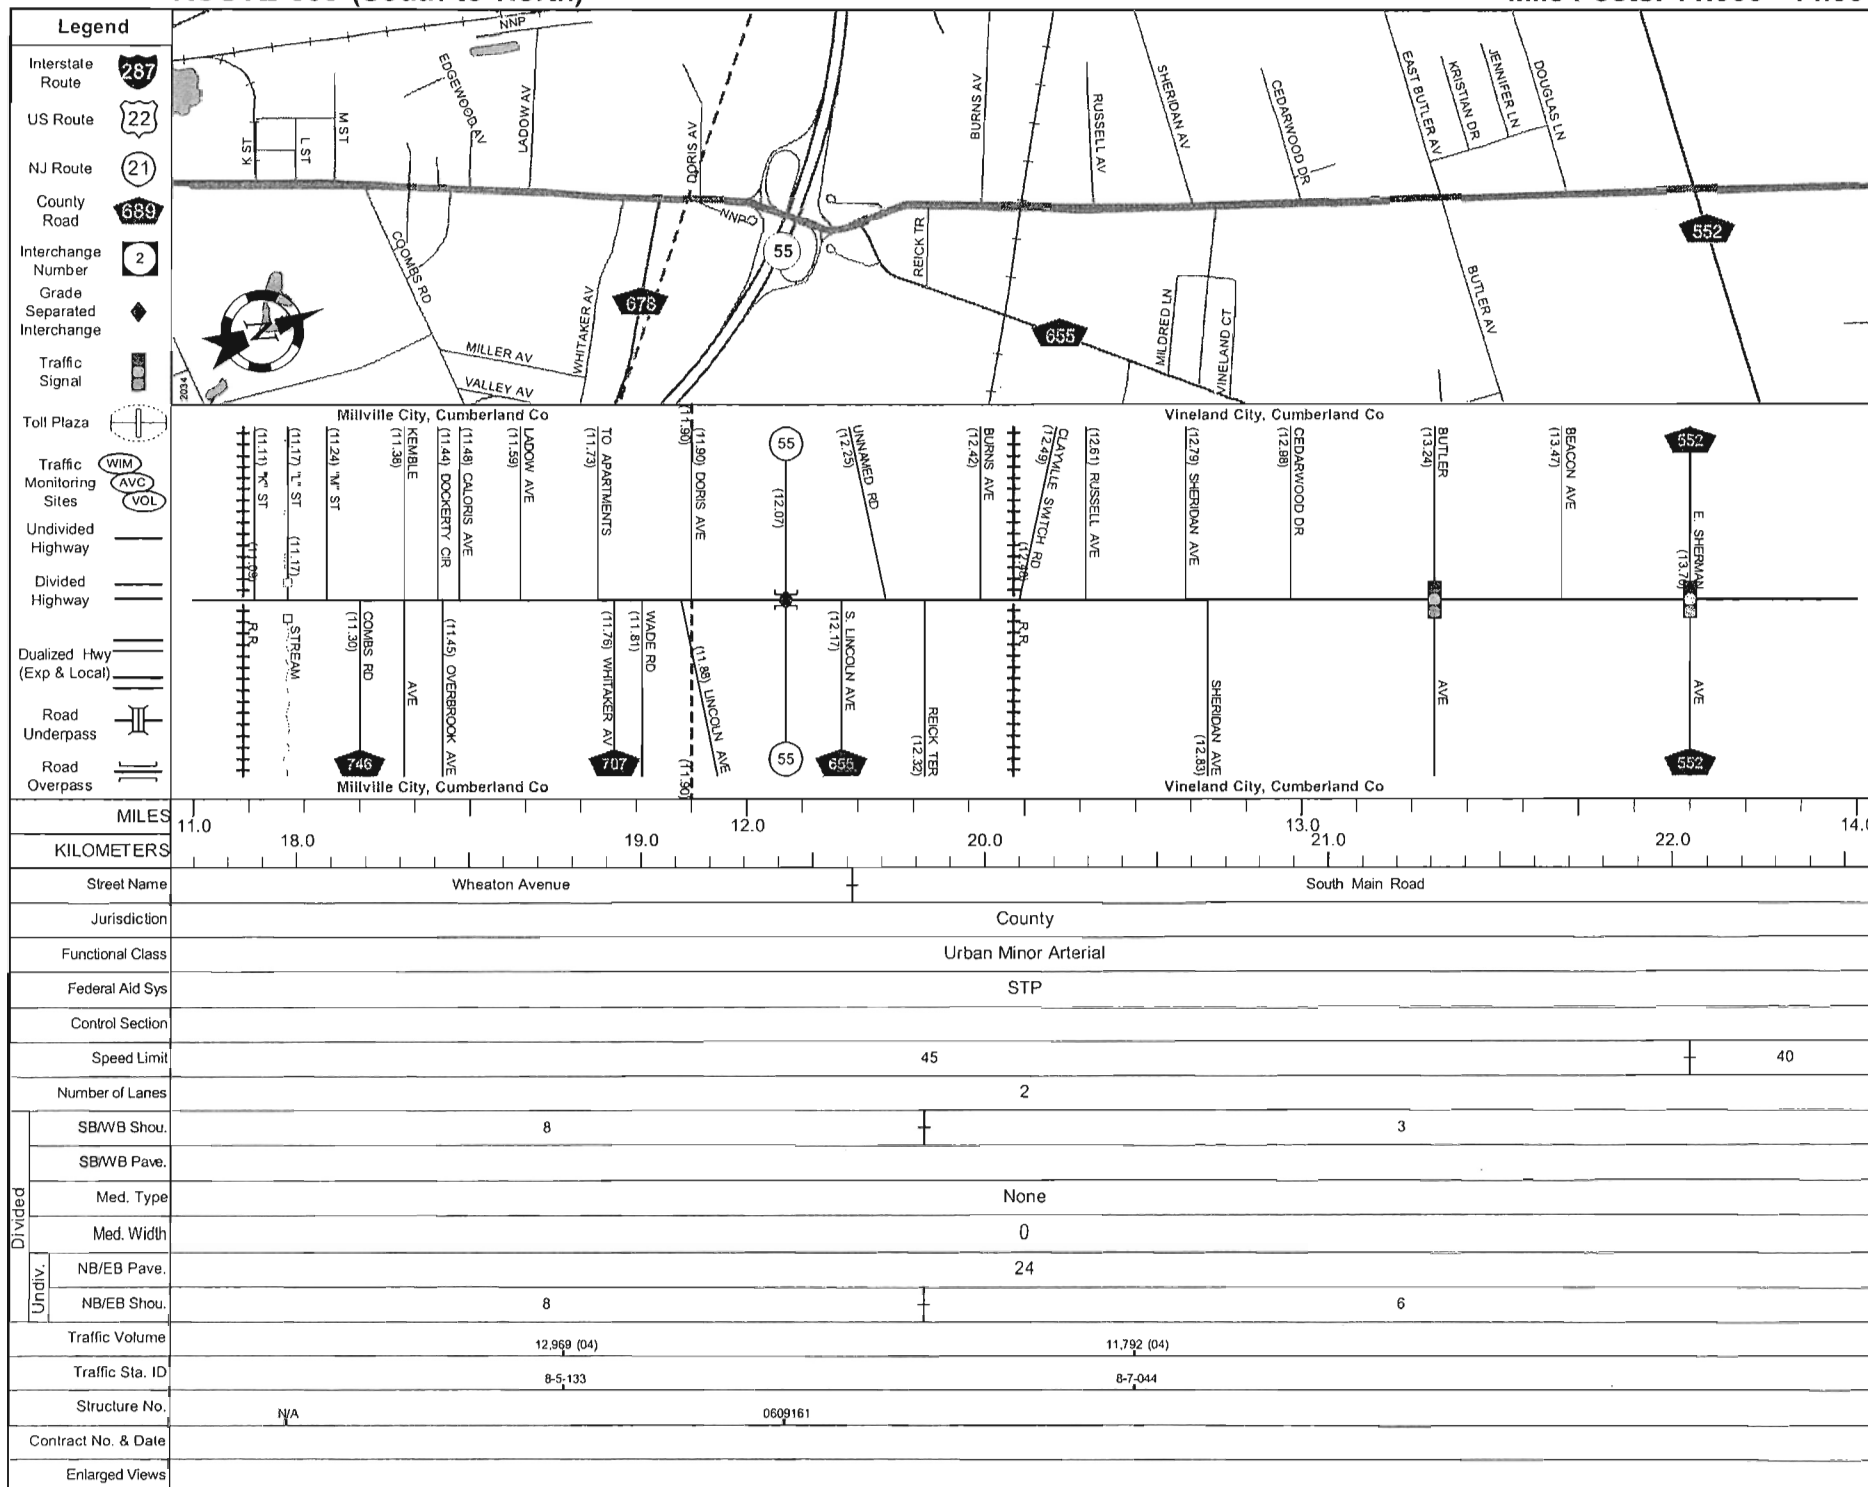 Legend
Interstate
Route
287
US Route
22
NJ Route
21
County
Road
689
Interchange
Number
2
Grade
Separated
Interchange
Traffic
Signal
Toll Plaza
Traffic
Monitoring
Sites
WIM
AVC
VOL
Undivided
Highway
Divided
Highway
Dualized Hwy
(Exp & Local)
Road
Underpass
Road
Overpass
NNP
K ST
L ST
M ST
EDGEWOOD AV
LADOW AV
DORIS AV
BURNS AV
RUSSELL AV
SHERIDAN AV
CEDARWOOD DR
EAST BUTLER AV
KRISTIAN DR
JENNIFER LN
DOUGLAS LN
COOMBS RD
NNP
55
REICK TR
552
WHITAKER AV
678
655
MILDRED LN
VINELAND CT
BUTLER AV
MILLER AV
VALLEY AV
2034
N
Millville City, Cumberland Co
Vineland City, Cumberland Co
(11.09)
(11.11) "K" ST
(11.17) "L" ST
(11.17)
(11.24) "M" ST
KEMBLE
(11.38)
(11.44) DOCKERTY CIR
(11.48) CALORIS AVE
LADOW AVE
(11.59)
TO APARTMENTS
(11.73)
(11.90)
(11.90) DORIS AVE
55
(12.07)
UNNAMED RD
(12.25)
BURNS AVE
(12.42)
(12.48)
CLAYVILLE SWITCH RD
(12.49)
(12.61) RUSSELL AVE
(12.79) SHERIDAN AVE
CEDARWOOD DR
(12.98)
BUTLER
(13.24)
BEACON AVE
(13.47)
552
E. SHERMAN
(13.70)
R.R.
STREAM
COMBS RD
(11.30)
746
AVE
(11.45) OVERBROOK AVE
(11.76) WHITAKER AV
707
WADE RD
(11.81)
(11.88) LINCOLN AVE
(11.90)
55
S. LINCOLN AVE
(12.17)
655
REICK TER
(12.32)
R.R.
SHERIDAN AVE
(12.83)
AVE
AVE
552
Millville City, Cumberland Co
Vineland City, Cumberland Co
MILES 11.0 12.0 13.0
KILOMETERS 18.0 19.0 20.0 21.0 22.0
Street Name Wheaton Avenue South Main Road
Jurisdiction County
Functional Class Urban Minor Arterial
Federal Aid Sys STP
Control Section
Speed Limit 45 40
Number of Lanes 2
Divided
SB/WB Shou. 8 3
SB/WB Pave.
Med. Type None
Med. Width 0
Undiv.
NB/EB Pave. 24
NB/EB Shou. 8 6
Traffic Volume 12,969 (04) 11,792 (04)
Traffic Sta. ID 8-5-133 8-7-044
Structure No. N/A 0609161
Contract No. & Date
Enlarged Views